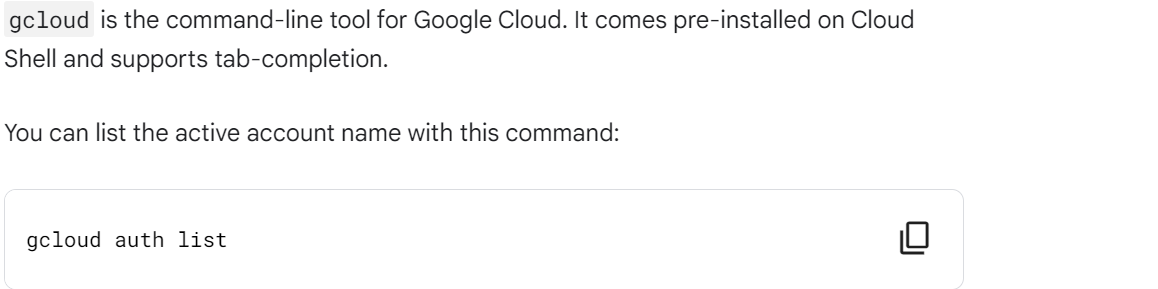 gcloud is the command-line tool for Google Cloud. It comes pre-installed on Cloud
Shell and supports tab-completion.
You can list the active account name with this command:
gcloud auth list